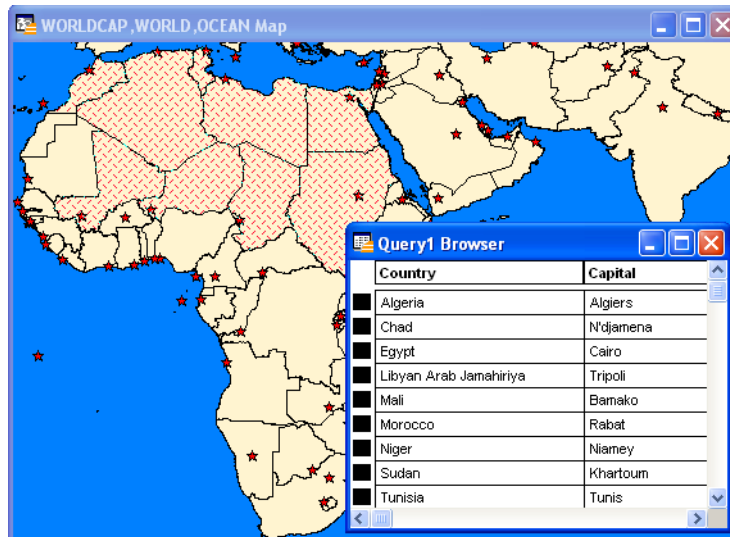 WORLDCAP,WORLD,OCEAN Map
Query1 Browser
Country Capital
Algeria Algiers
Chad N'djamena
Egypt Cairo
Libyan Arab Jamahiriya Tripoli
Mali Bamako
Morocco Rabat
Niger Niamey
Sudan Khartoum
Tunisia Tunis